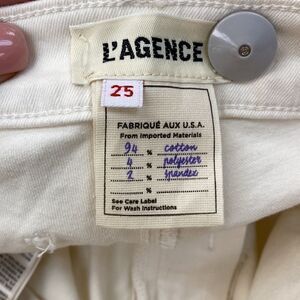 L'AGENCE
25
FABRIQUÉ AUX U.S.A.
From Imported Materials
94 % cotton
4 % polyester
2 % spandex
%
See Care Label
For Wash Instructions